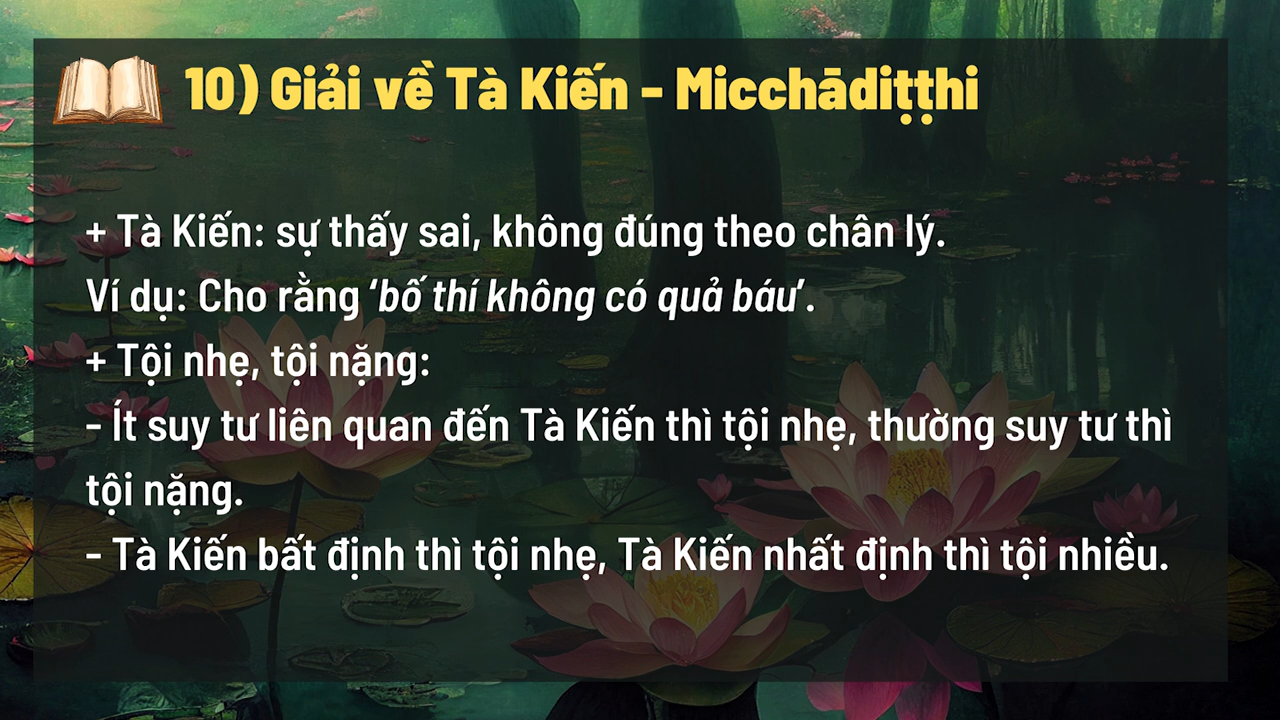 10) Giải về Tà Kiến - Micchādiṭṭhi
+ Tà Kiến: sự thấy sai, không đúng theo chân lý.
Ví dụ: Cho rằng ‘bố thí không có quả báu’.
+ Tội nhẹ, tội nặng:
- Ít suy tư liên quan đến Tà Kiến thì tội nhẹ, thường suy tư thì
tội nặng.
- Tà Kiến bất định thì tội nhẹ, Tà Kiến nhất định thì tội nhiều.